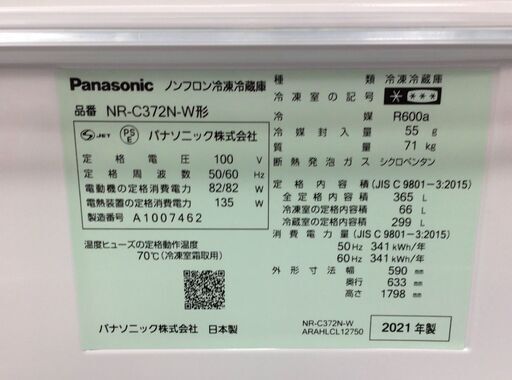 Panasonic ノンフロン冷凍冷蔵庫
品番 NR-C372N-W形
JET PSE パナソニック株式会社
定格電圧 100 V
定格周波数 50/60 Hz
電動機の定格消費電力 82/82 W
電熱装置の定格消費電力 135 W
製造番号 A1007462
温度ヒューズの定格動作温度
70℃(冷凍室霜取用)
パナソニック株式会社 日本製
種類 冷凍冷蔵庫
冷凍室の記号 ****
冷媒 R600a
冷媒封入量 55 g
質量 71 kg
断熱発泡ガス シクロペンタン
定格内容積 (JIS C 9801-3:2015)
全定格内容積 365 L
冷凍室の定格内容積 66 L
冷蔵室の定格内容積 299 L
消費電力量(JIS C 9801-3:2015)
50Hz 341 kWh/年
60Hz 341 kWh/年
外形寸法 幅 590 mm
奥行 633 mm
高さ 1798 mm
NR-C372N-W
ARAHLCL12750
2021年製